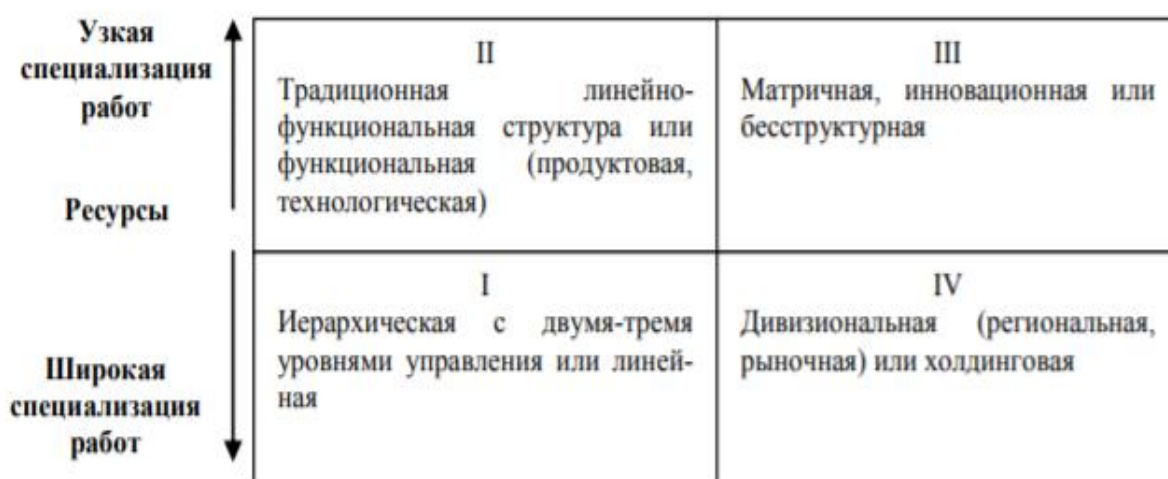 Узкая
специализация
работ
Ресурсы
Широкая
специализация
работ
II
Традиционная линейно-
функциональная структура или
функциональная (продуктовая,
технологическая)
III
Матричная, инновационная или
бесструктурная
I
Иерархическая с двумя-тремя
уровнями управления или линей-
ная
IV
Дивизиональная (региональная,
рыночная) или холдинговая